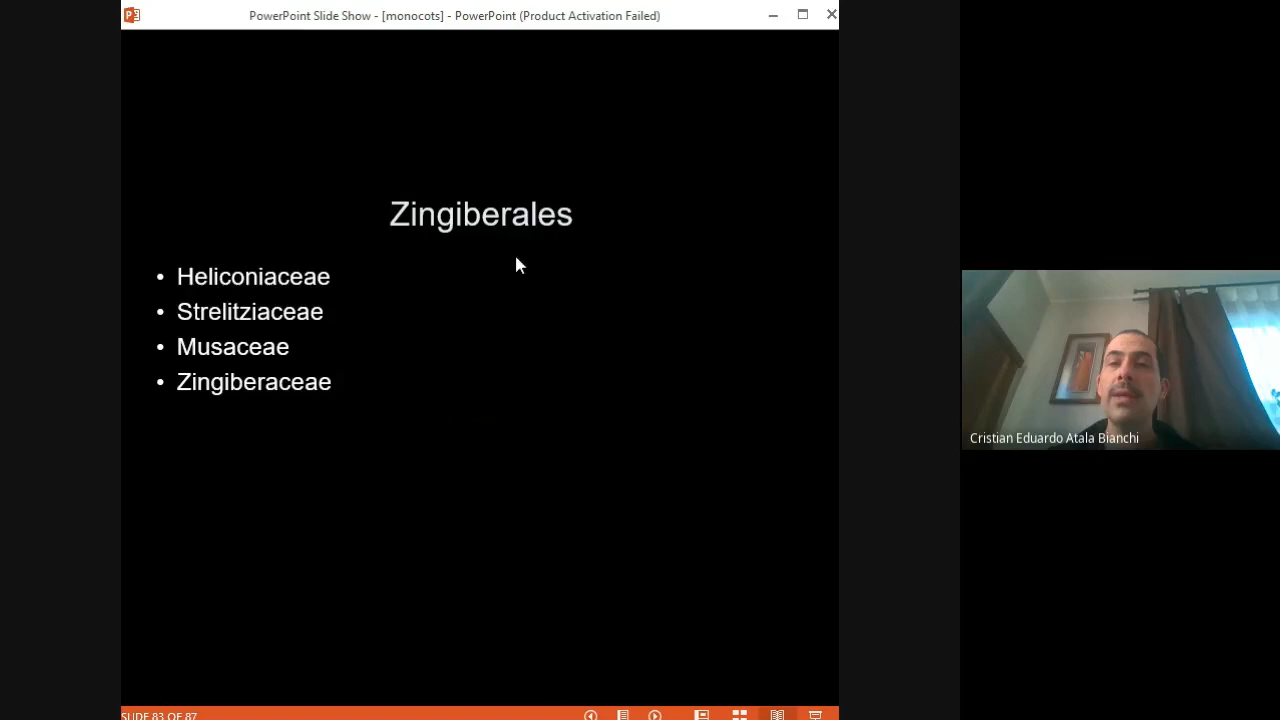 PowerPoint Slide Show - [monocots] - PowerPoint (Product Activation Failed)
Zingiberales
• Heliconiaceae
• Strelitziaceae
• Musaceae
• Zingiberaceae
Cristian Eduardo Atala Bianchi
SLIDE 83 OF 87